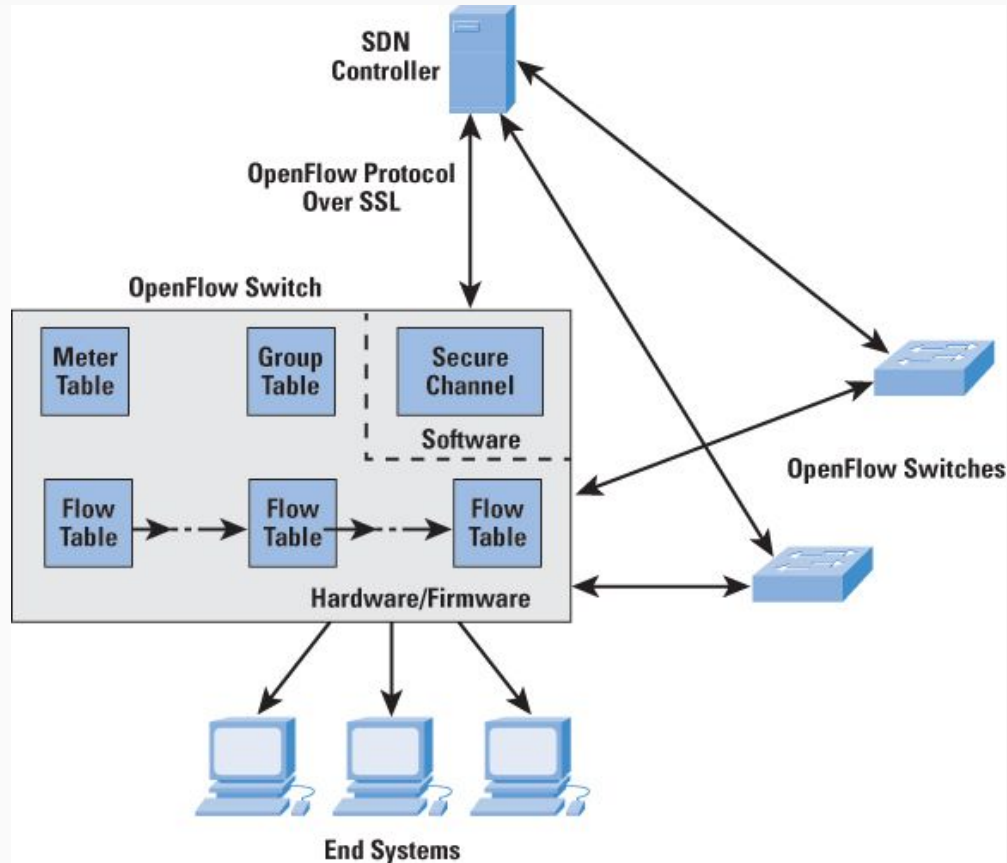 SDN
Controller
OpenFlow Protocol
Over SSL
OpenFlow Switch
Meter
Table
Group
Table
Secure
Channel
Software
OpenFlow Switches
Flow
Table
Flow
Table
Flow
Table
Hardware/Firmware
End Systems